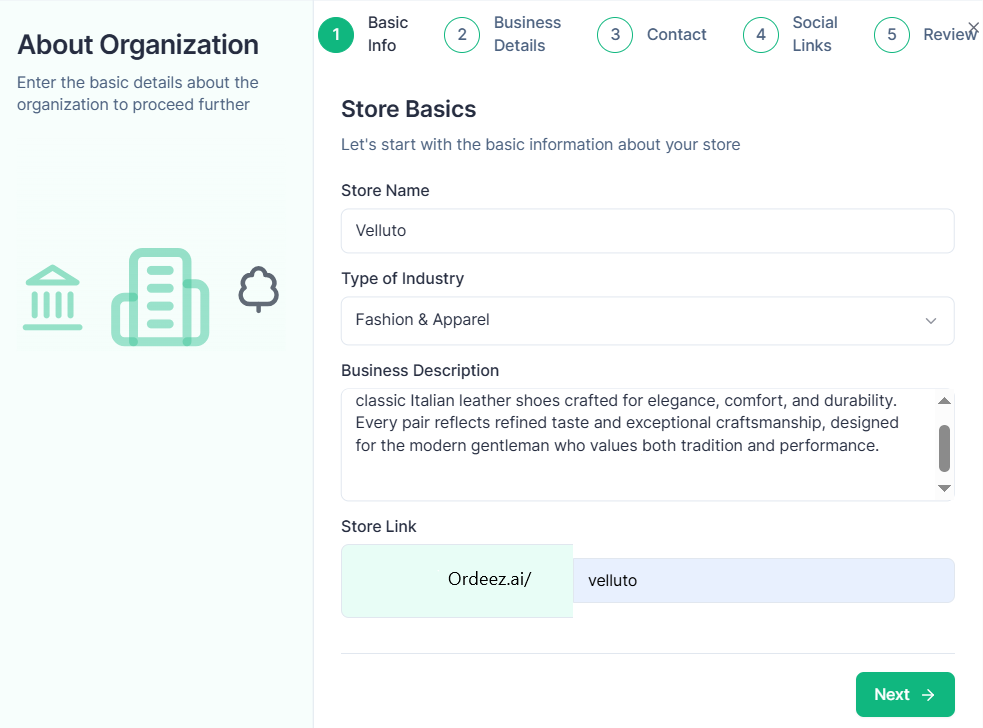 About Organization
Enter the basic details about the
organization to proceed further
1 Basic
Info
2 Business
Details
3 Contact
4 Social
Links
5 Review
Store Basics
Let's start with the basic information about your store
Store Name
Velluto
Type of Industry
Fashion & Apparel
Business Description
classic Italian leather shoes crafted for elegance, comfort, and durability.
Every pair reflects refined taste and exceptional craftsmanship, designed
for the modern gentleman who values both tradition and performance.
Store Link
Ordeez.ai/ velluto
Next